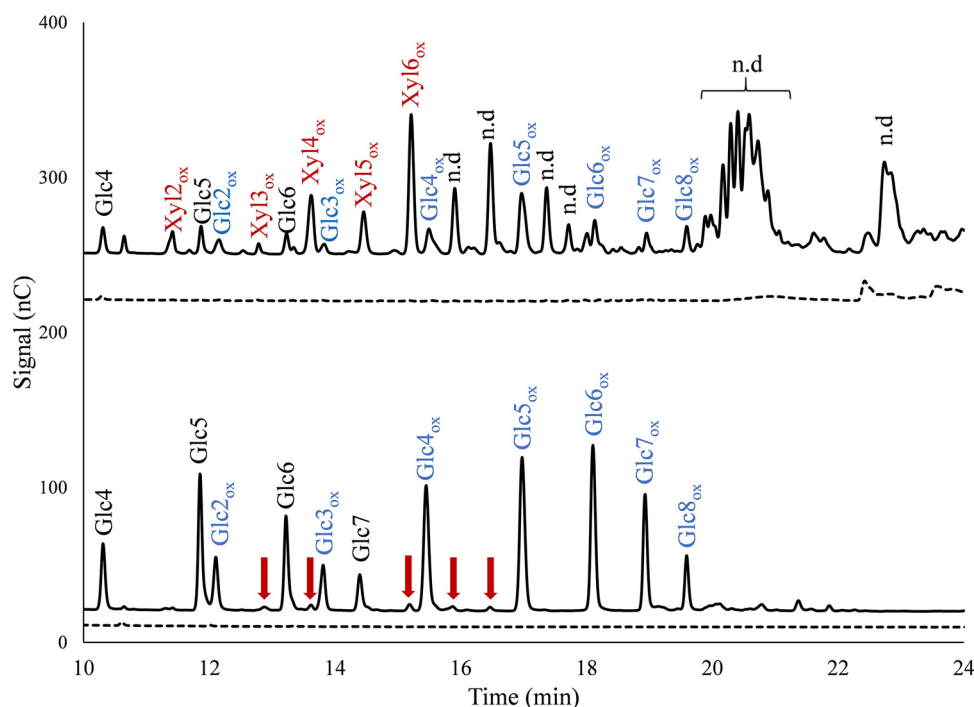 400
300
200
100
0
Signal (nC)
Glc4
Xyl2ox
Glc5
Glc2ox
Xyl3ox
Glc6
Xyl4ox
Glc3ox
Xyl5ox
Xyl6ox
Glc4ox
n.d
n.d
Glc5ox
n.d
n.d
Glc6ox
Glc7ox
Glc8ox
n.d
n.d
Glc4
Glc5
Glc2ox
Glc6
Glc3ox
Glc7
Glc4ox
Glc5ox
Glc6ox
Glc7ox
Glc8ox
10 12 14 16 18 20 22 24
Time (min)